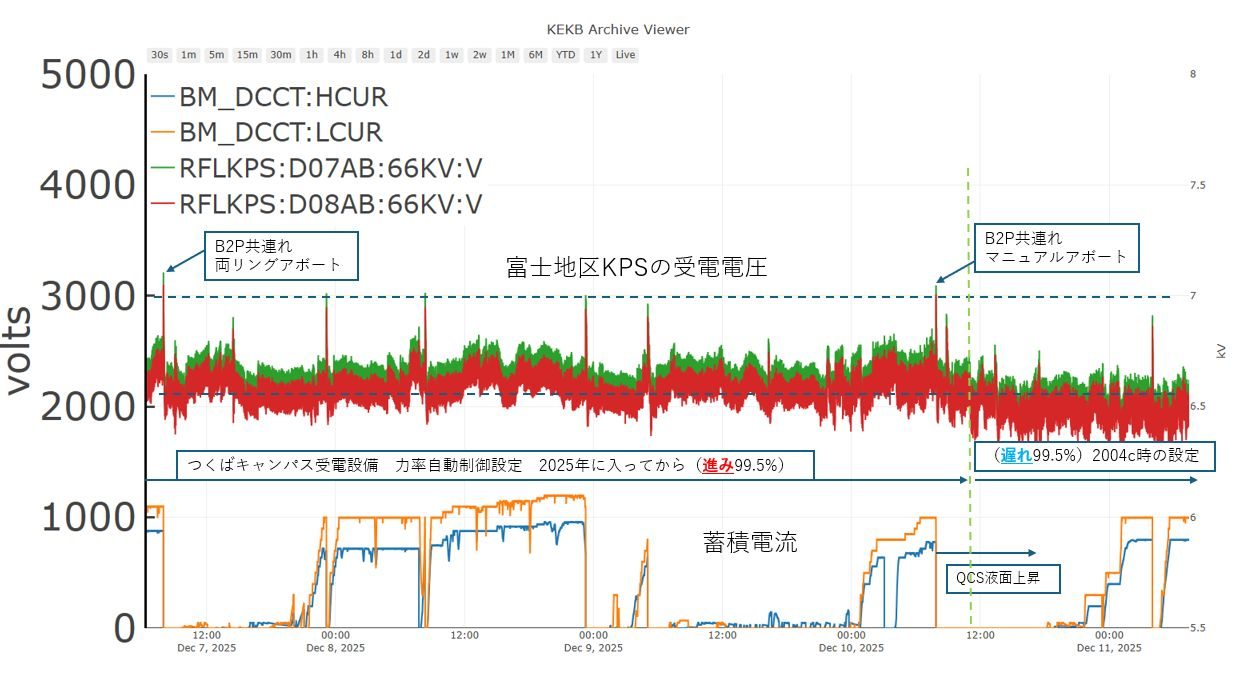 KEKB Archive Viewer
30s 1m 5m 15m 30m 1h 4h 8h 1d 2d 1w 2w 1M 6M YTD 1Y Live
5000
4000
3000
2000
1000
0
volts
BM_DCCT:HCUR
BM_DCCT:LCUR
RFLKPS:D07AB:66KV:V
RFLKPS:D08AB:66KV:V
B2P共連れ
両リングアボート
富士地区KPSの受電電圧
B2P共連れ
マニュアルアボート
つくばキャンパス受電設備　力率自動制御設定　2025年に入ってから（進み99.5%）
（遅れ99.5%）2004c時の設定
蓄積電流
QCS液面上昇
8
7.5
7
6.5
6
5.5
kV
12:00 00:00 12:00 00:00 12:00 00:00 12:00 00:00
Dec 7, 2025 Dec 8, 2025 Dec 9, 2025 Dec 10, 2025 Dec 11, 2025